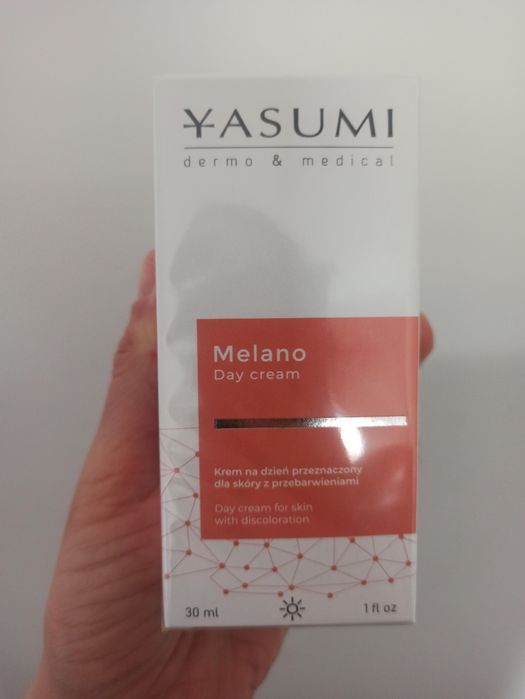 YASUMI
dermo & medical
Melano
Day cream
Krem na dzień przeznaczony
dla skóry z przebarwieniami
Day cream for skin
with discoloration
30 ml
1 fl oz